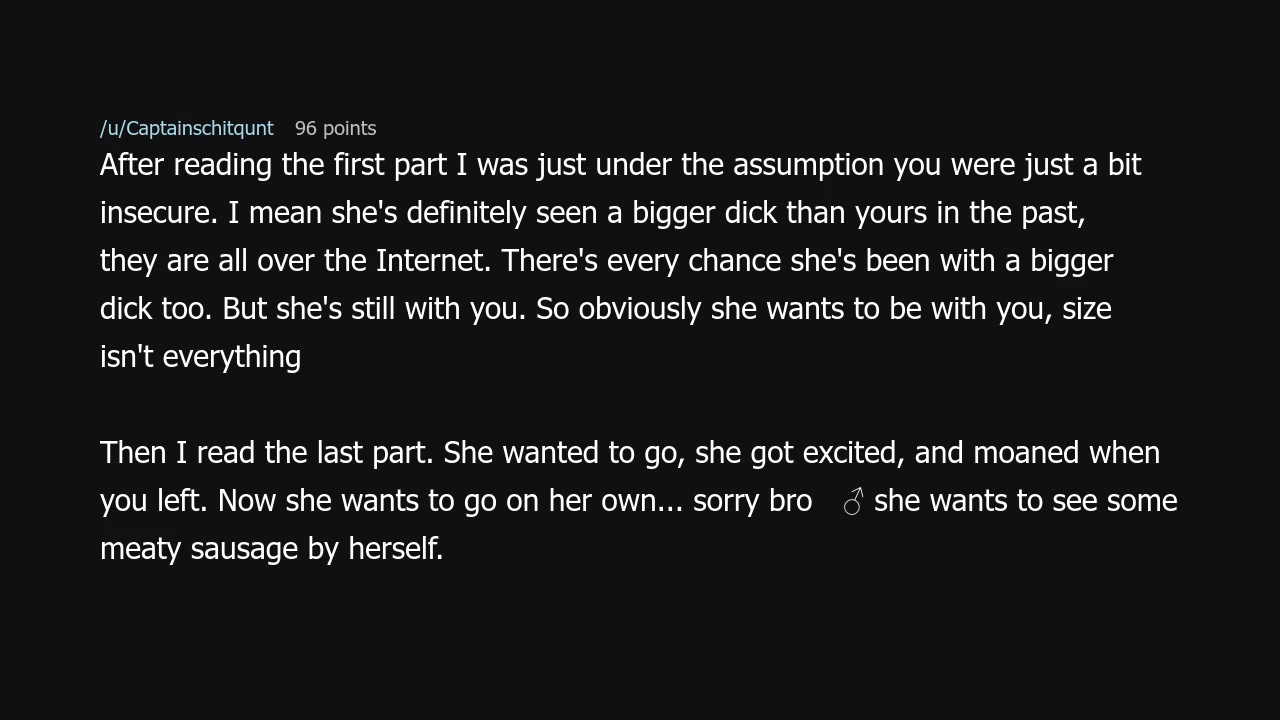 /u/Captainschitqunt 96 points
After reading the first part I was just under the assumption you were just a bit
insecure. I mean she's definitely seen a bigger dick than yours in the past,
they are all over the Internet. There's every chance she's been with a bigger
dick too. But she's still with you. So obviously she wants to be with you, size
isn't everything
Then I read the last part. She wanted to go, she got excited, and moaned when
you left. Now she wants to go on her own... sorry bro ♂ she wants to see some
meaty sausage by herself.